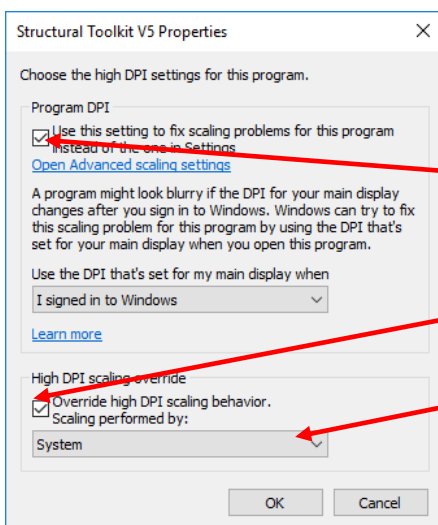 Structural Toolkit V5 Properties
Choose the high DPI settings for this program.
Program DPI
Use this setting to fix scaling problems for this program
instead of the one in Settings
Open Advanced scaling settings
A program might look blurry if the DPI for your main display
changes after you sign in to Windows. Windows can try to fix
this scaling problem for this program by using the DPI that's
set for your main display when you open this program.
Use the DPI that's set for my main display when
I signed in to Windows
Learn more
High DPI scaling override
Override high DPI scaling behavior.
Scaling performed by:
System
OK Cancel